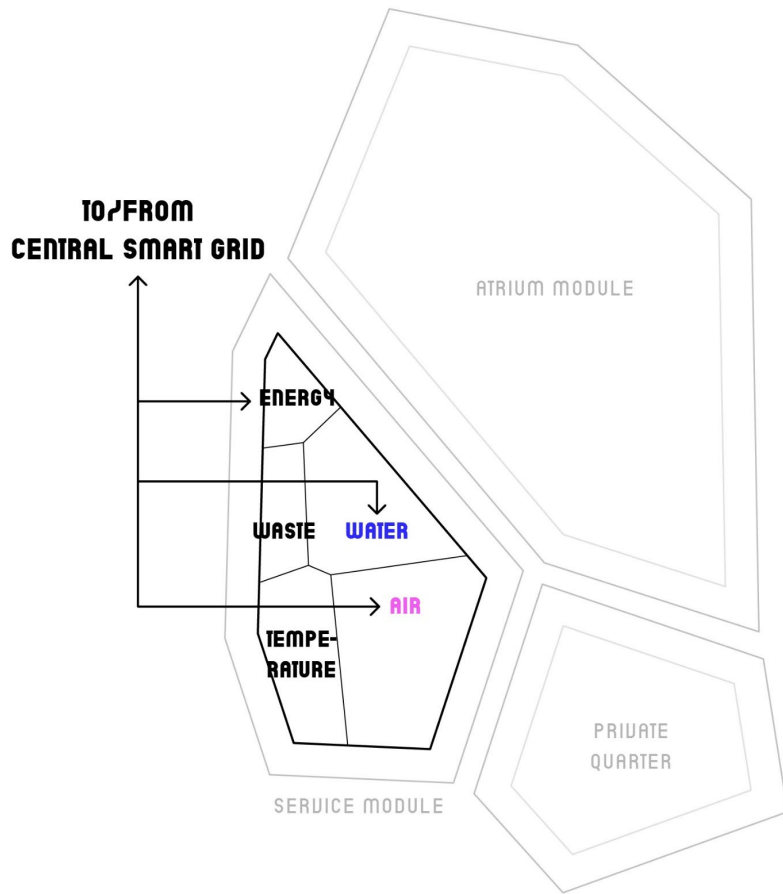 TO/FROM
CENTRAL SMART GRID
ATRIUM MODULE
ENERGY
WASTE
WATER
AIR
TEMPE-
RATURE
PRIVATE
QUARTER
SERVICE MODULE